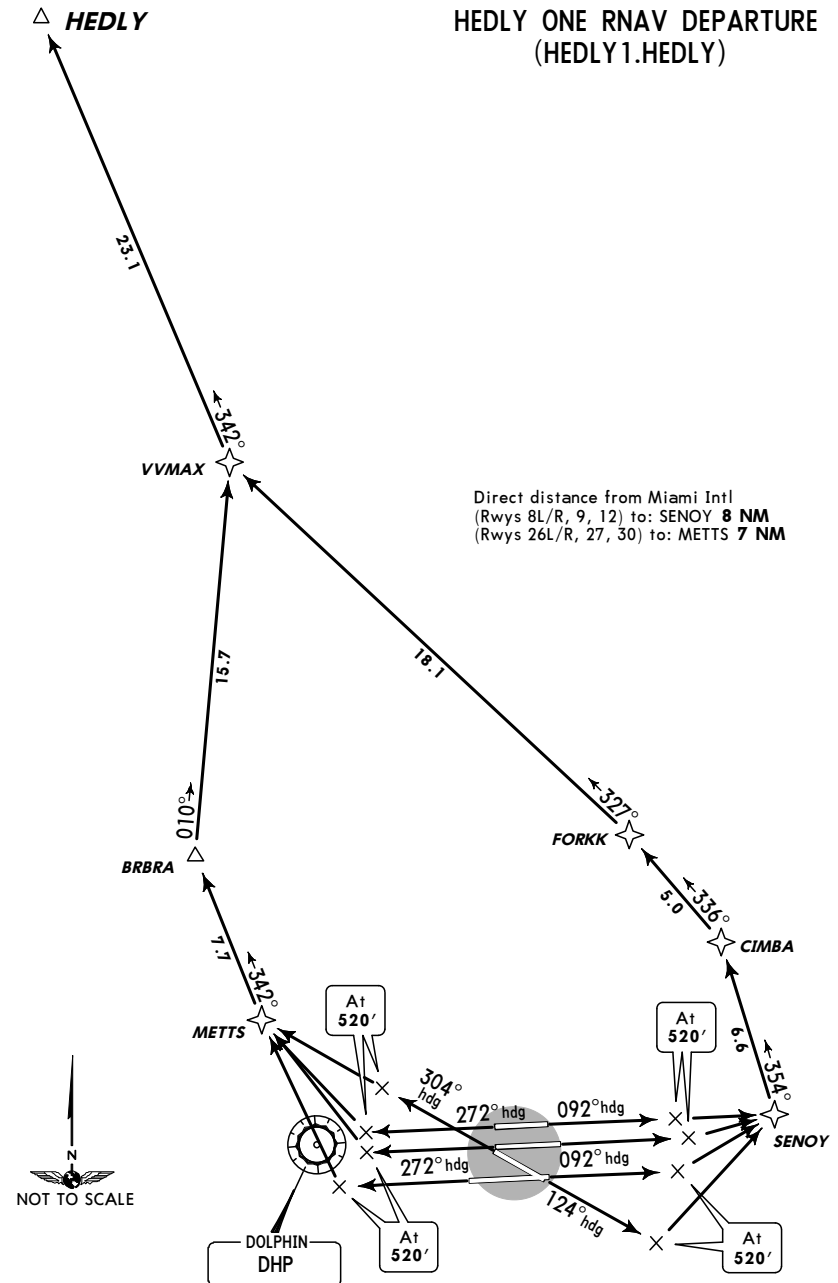 HEDLY
HEDLY ONE RNAV DEPARTURE
(HEDLY1.HEDLY)
23.1
342°
VVMAX
Direct distance from Miami Intl
(Rwys 8L/R, 9, 12) to: SENOY 8 NM
(Rwys 26L/R, 27, 30) to: METTS 7 NM
15.7
18.1
010°
327°
FORKK
BRBRA
5.0
336°
CIMBA
7.7
342°
METTS
At
520'
At
520'
6.6
354°
304°
hdg
272° hdg
092° hdg
SENOY
272° hdg
092° hdg
124° hdg
N
NOT TO SCALE
DOLPHIN
DHP
At
520'
At
520'